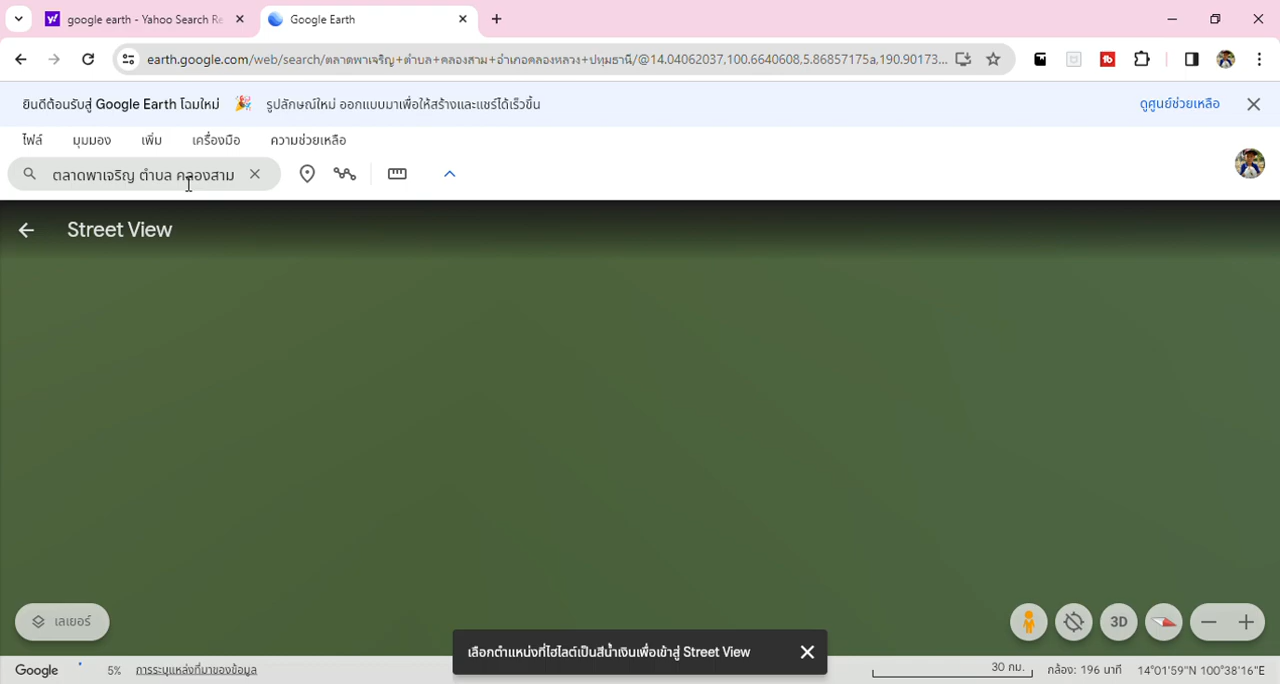 google earth - Yahoo Search Re
Google Earth
earth.google.com/web/search/ตลาดพาเจริญ+ตำบล+คลองสาม+อำเภอคลองหลวง+ปทุมธานี/@14.04062037,100.6640608,5.86857175a,190.90173...
ยินดีต้อนรับสู่ Google Earth โฉมใหม่ 🎉 รูปลักษณ์ใหม่ ออกแบบมาเพื่อให้สร้างและแชร์ได้เร็วขึ้น
ดูศูนย์ช่วยเหลือ
ไฟล์ มุมมอง เพิ่ม เครื่องมือ ความช่วยเหลือ
ตลาดพาเจริญ ตำบล คลองสาม
Street View
เลเยอร์
3D
เลือกตำแหน่งที่ไฮไลต์เป็นสีน้ำเงินเพื่อเข้าสู่ Street View
Google 5% การระบุแหล่งที่มาของข้อมูล
30 กม. กล้อง: 196 นาที 14°01'59"N 100°38'16"E